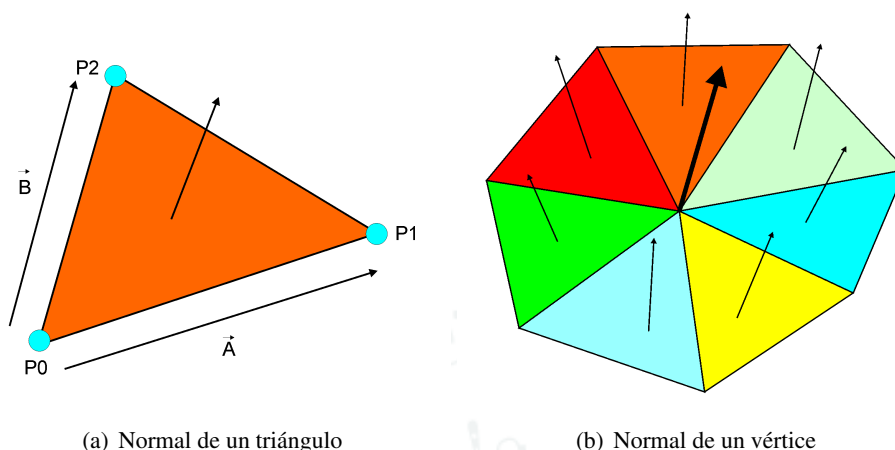 P2
B
P1
A
P0
(a) Normal de un triángulo
(b) Normal de un vértice